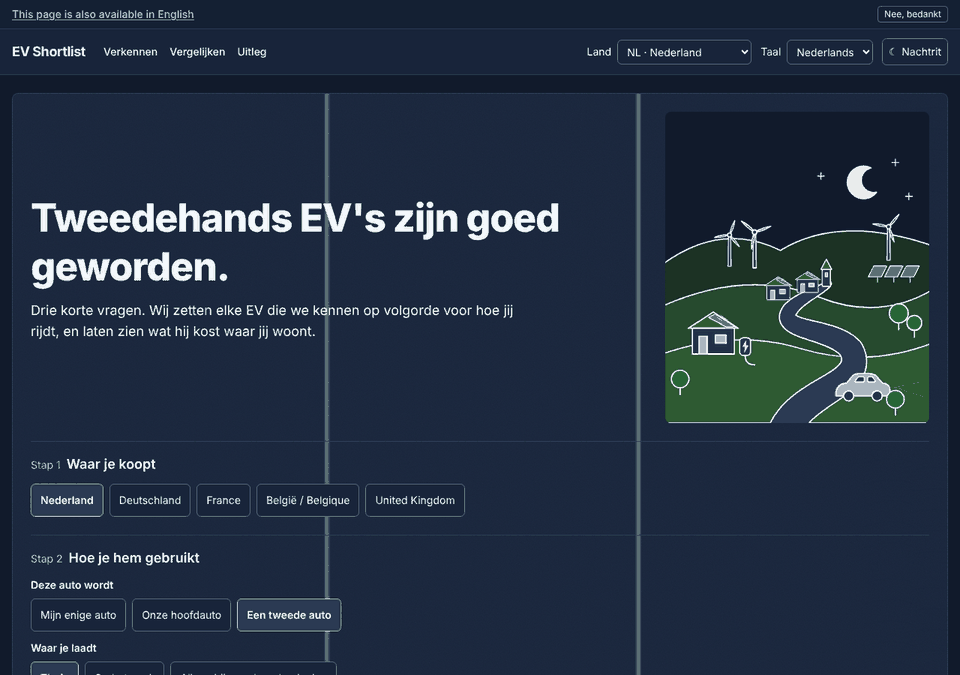 This page is also available in English
Nee, bedankt
EV Shortlist Verkennen Vergelijken Uitleg Land NL · Nederland Taal Nederlands Nachtrit
Tweedehands EV's zijn goed
geworden.
Drie korte vragen. Wij zetten elke EV die we kennen op volgorde voor hoe jij
rijdt, en laten zien wat hij kost waar jij woont.
Stap 1 Waar je koopt
Nederland Deutschland France België / Belgique United Kingdom
Stap 2 Hoe je hem gebruikt
Deze auto wordt
Mijn enige auto Onze hoofdauto Een tweede auto
Waar je laadt